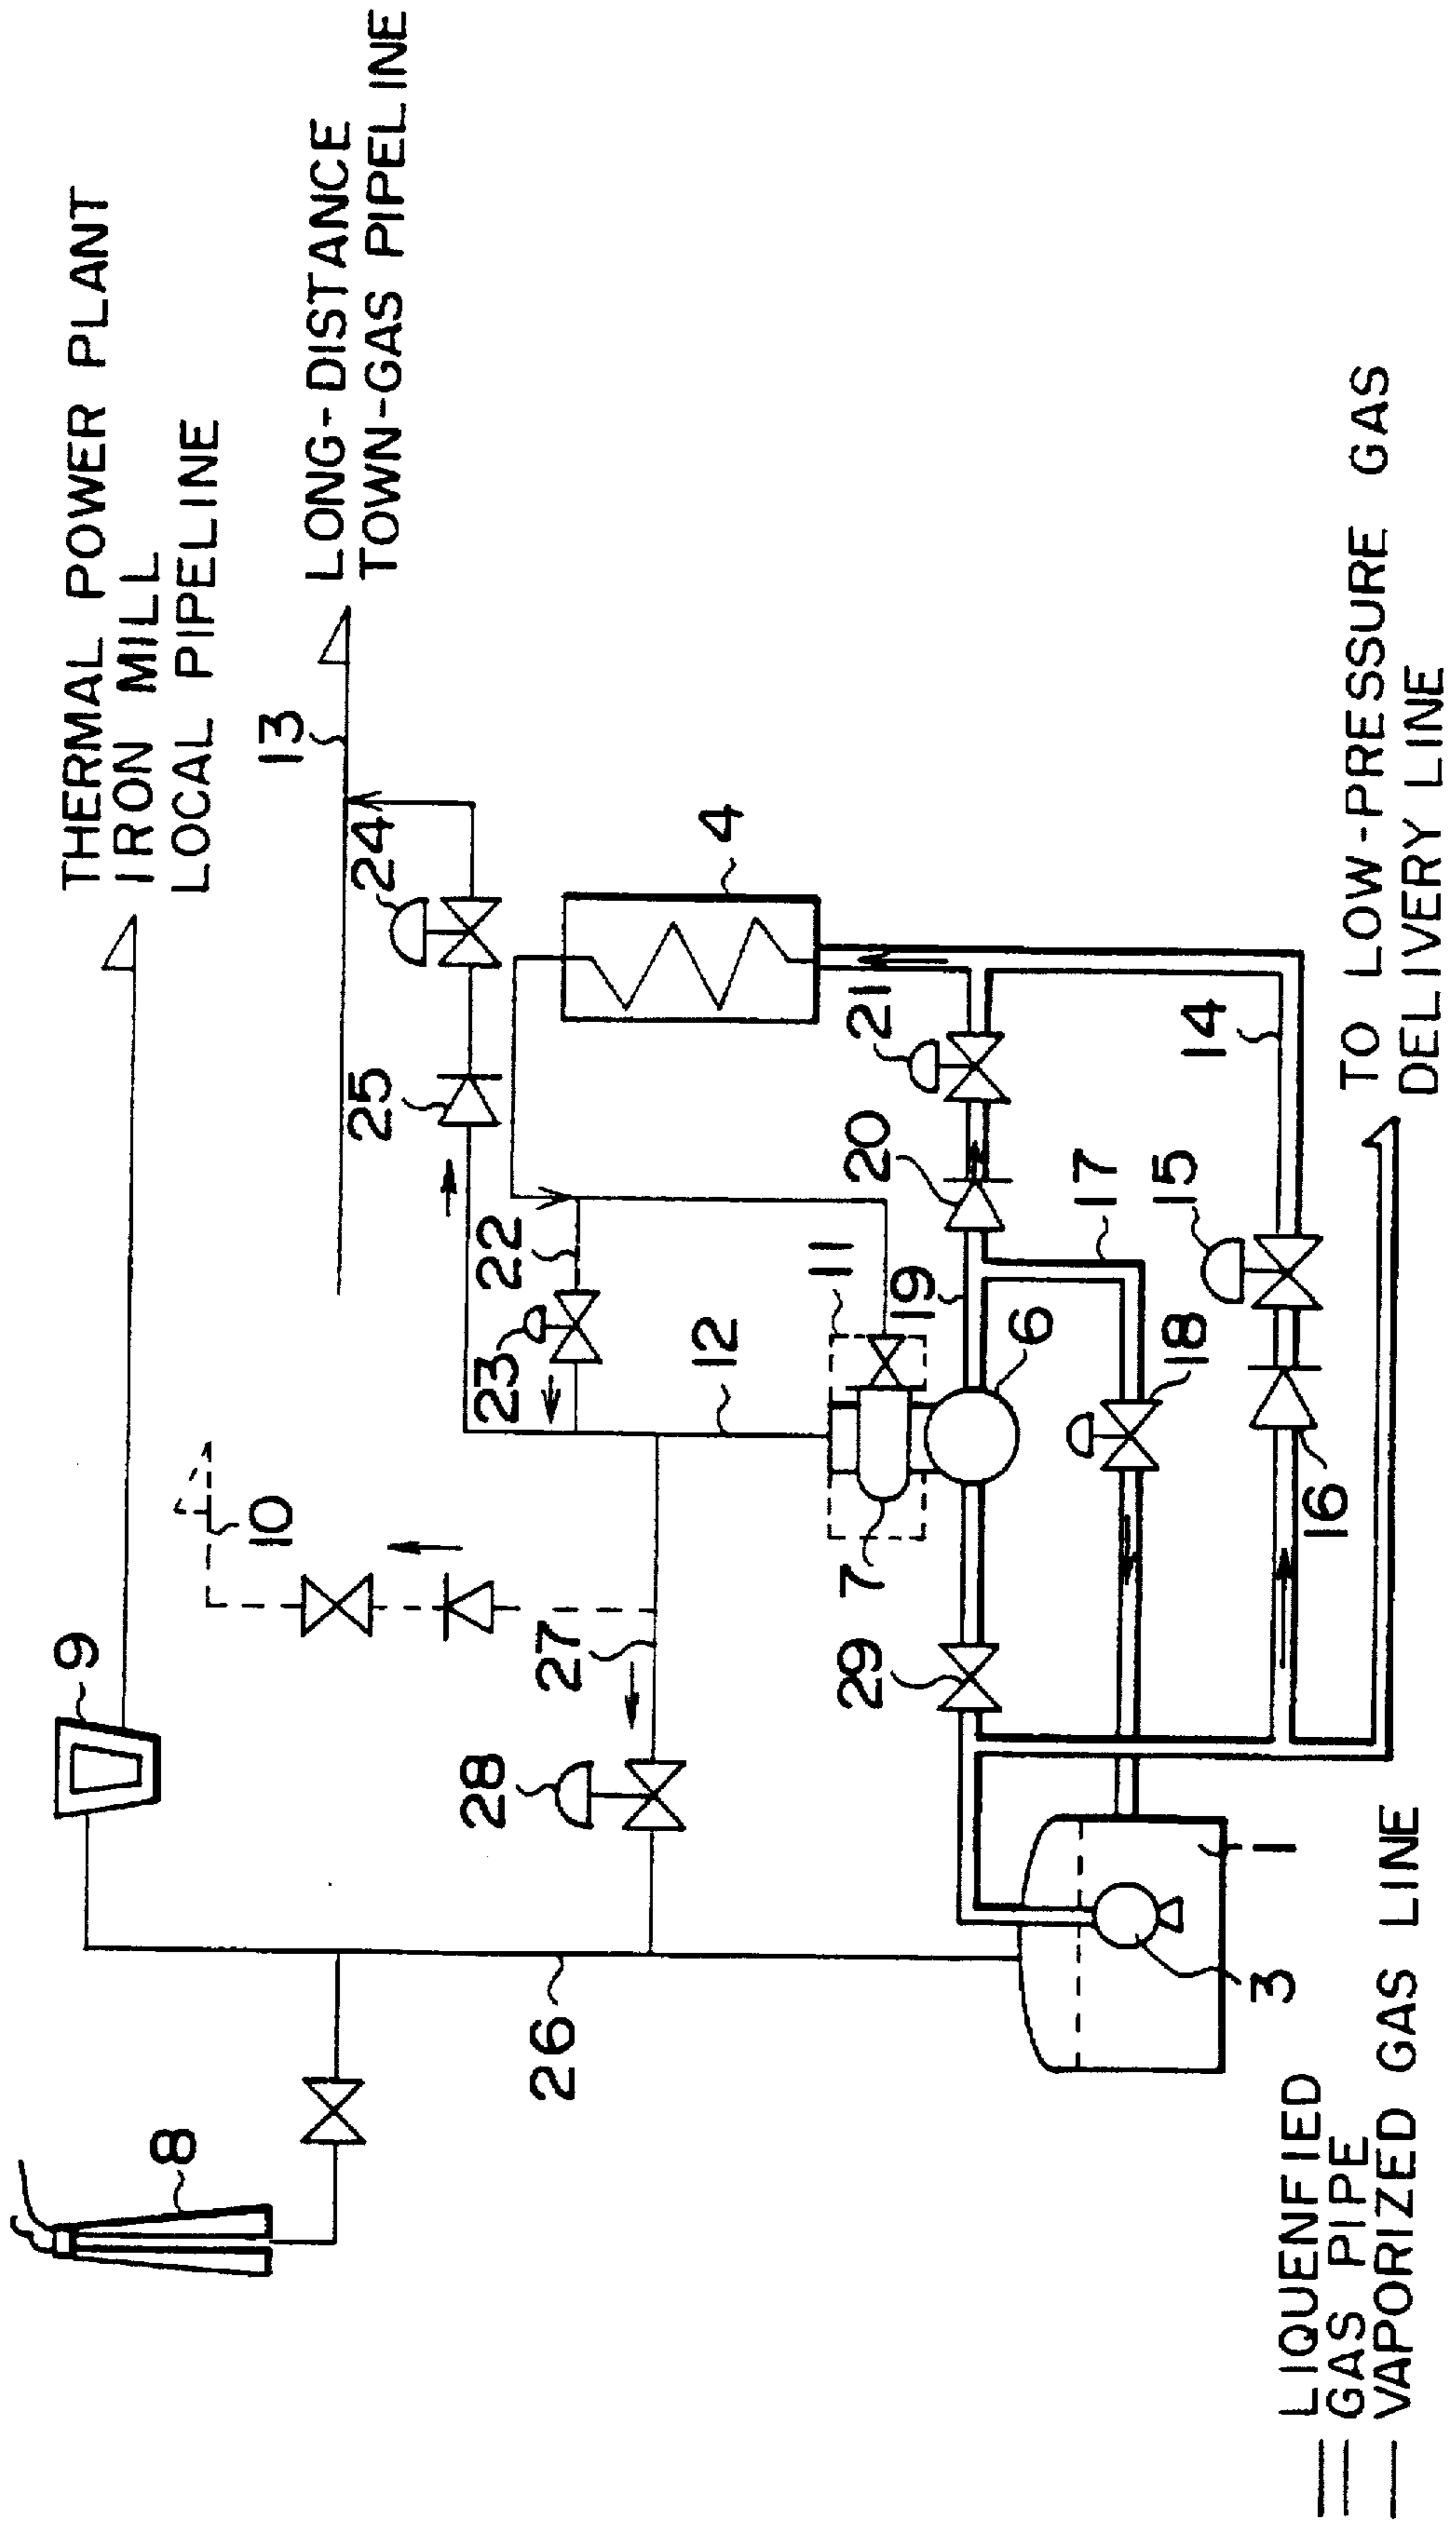 THERMAL POWER PLANT
IRON MILL
LOCAL PIPELINE
LONG-DISTANCE
TOWN-GAS PIPELINE
8
9
10
13
24
25
26
27
28
22
23
12
4
11
7
29
21
20
19
6
17
18
14
15
16
1
3
TO LOW-PRESSURE GAS
DELIVERY LINE
LIQUENFIED
GAS PIPE
VAPORIZED GAS LINE